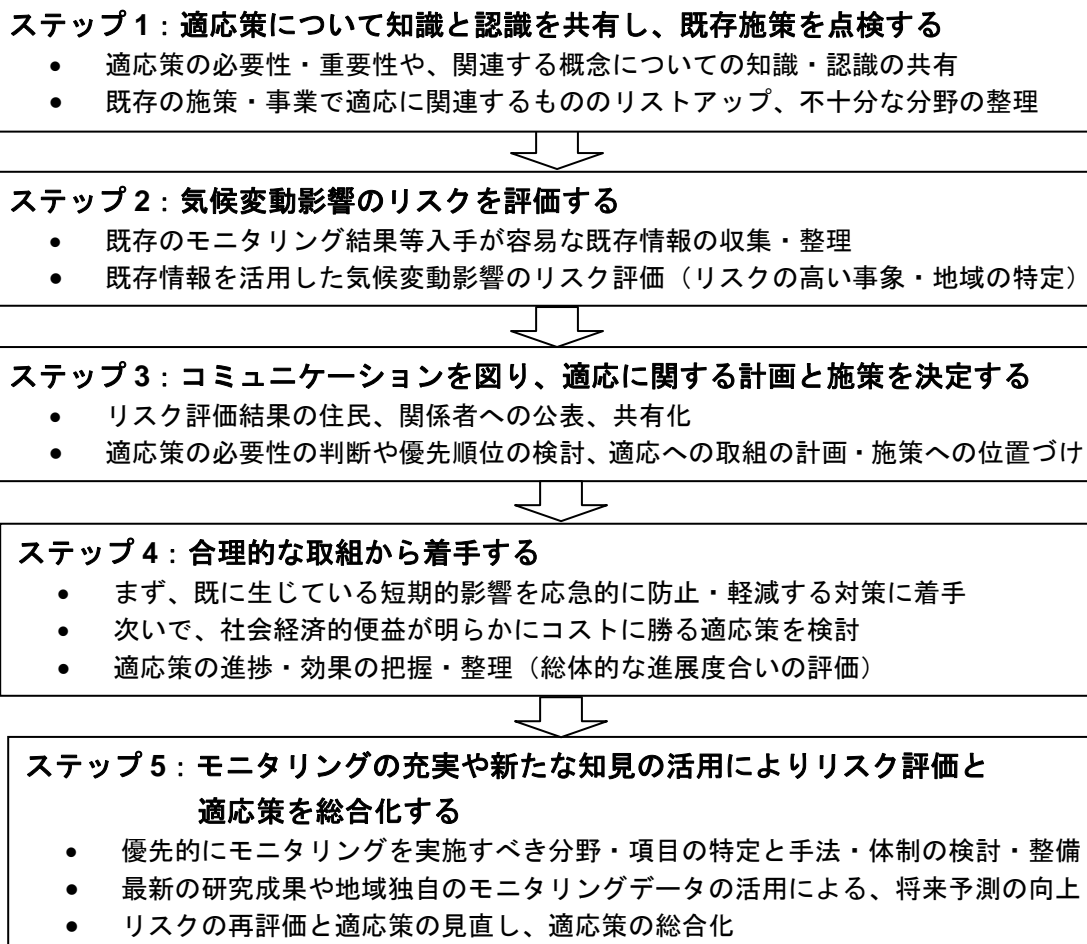 ステップ 1：適応策について知識と認識を共有し、既存施策を点検する
• 適応策の必要性・重要性や、関連する概念についての知識・認識の共有
• 既存の施策・事業で適応に関連するもののリストアップ、不十分な分野の整理
ステップ 2：気候変動影響のリスクを評価する
• 既存のモニタリング結果等入手が容易な既存情報の収集・整理
• 既存情報を活用した気候変動影響のリスク評価（リスクの高い事象・地域の特定）
ステップ 3：コミュニケーションを図り、適応に関する計画と施策を決定する
• リスク評価結果の住民、関係者への公表、共有化
• 適応策の必要性の判断や優先順位の検討、適応への取組の計画・施策への位置づけ
ステップ 4：合理的な取組から着手する
• まず、既に生じている短期的影響を応急的に防止・軽減する対策に着手
• 次いで、社会経済的便益が明らかにコストに勝る適応策を検討
• 適応策の進捗・効果の把握・整理（総体的な進展度合いの評価）
ステップ 5：モニタリングの充実や新たな知見の活用によりリスク評価と
適応策を総合化する
• 優先的にモニタリングを実施すべき分野・項目の特定と手法・体制の検討・整備
• 最新の研究成果や地域独自のモニタリングデータの活用による、将来予測の向上
• リスクの再評価と適応策の見直し、適応策の総合化